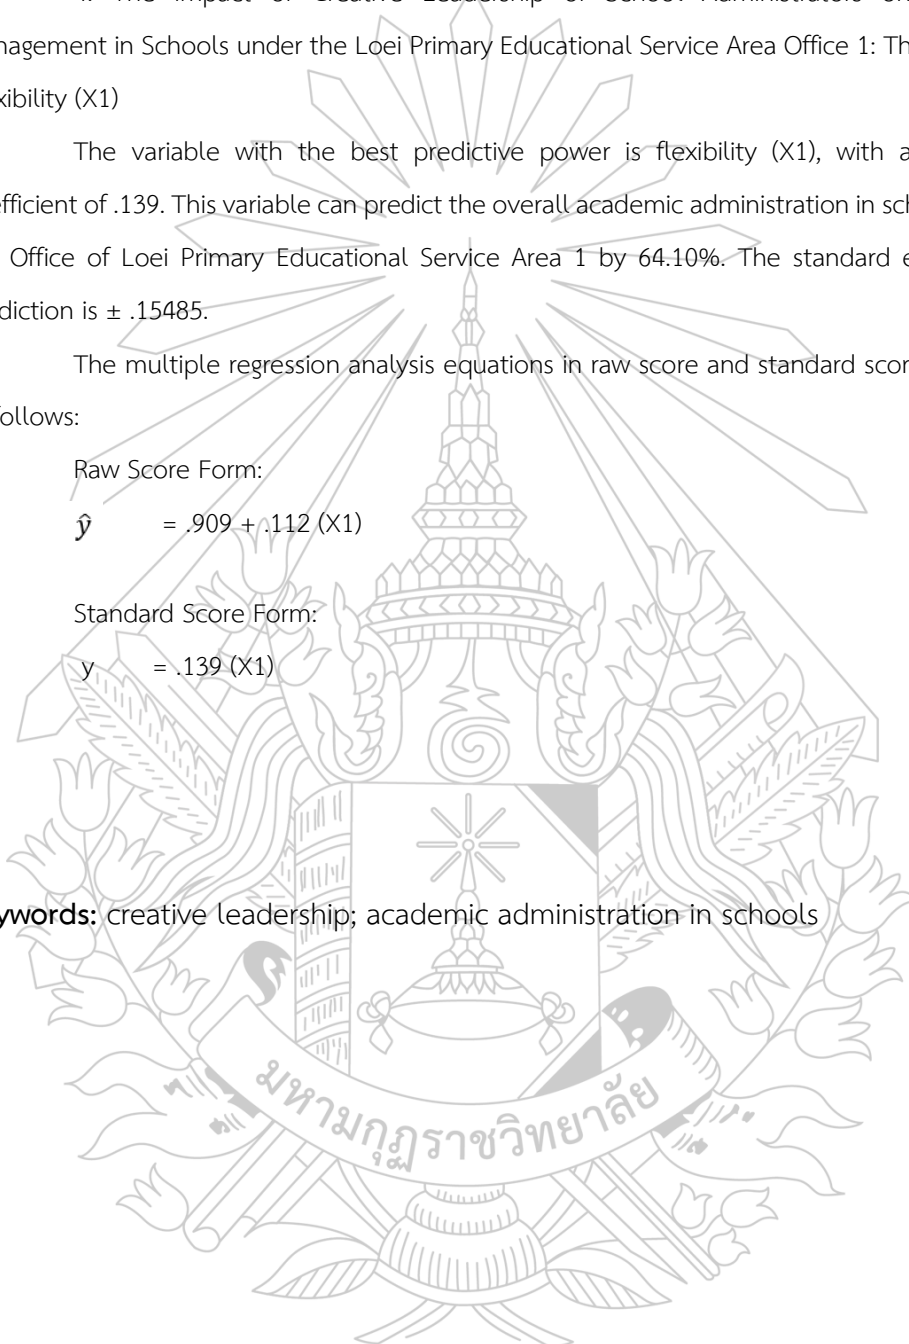 4. The Impact of Creative Leadership of School Administrators on
nagement in Schools under the Loei Primary Educational Service Area Office 1: Th
xibility (X1)
The variable with the best predictive power is flexibility (X1), with a
efficient of .139. This variable can predict the overall academic administration in sch
Office of Loei Primary Educational Service Area 1 by 64.10%. The standard e
diction is ± .15485.
The multiple regression analysis equations in raw score and standard scor
follows:
Raw Score Form:
ŷ = .909 + .112 (X1)
Standard Score Form:
y = .139 (X1)
ywords: creative leadership; academic administration in schools
มหามกุฏราชวิทยาลัย